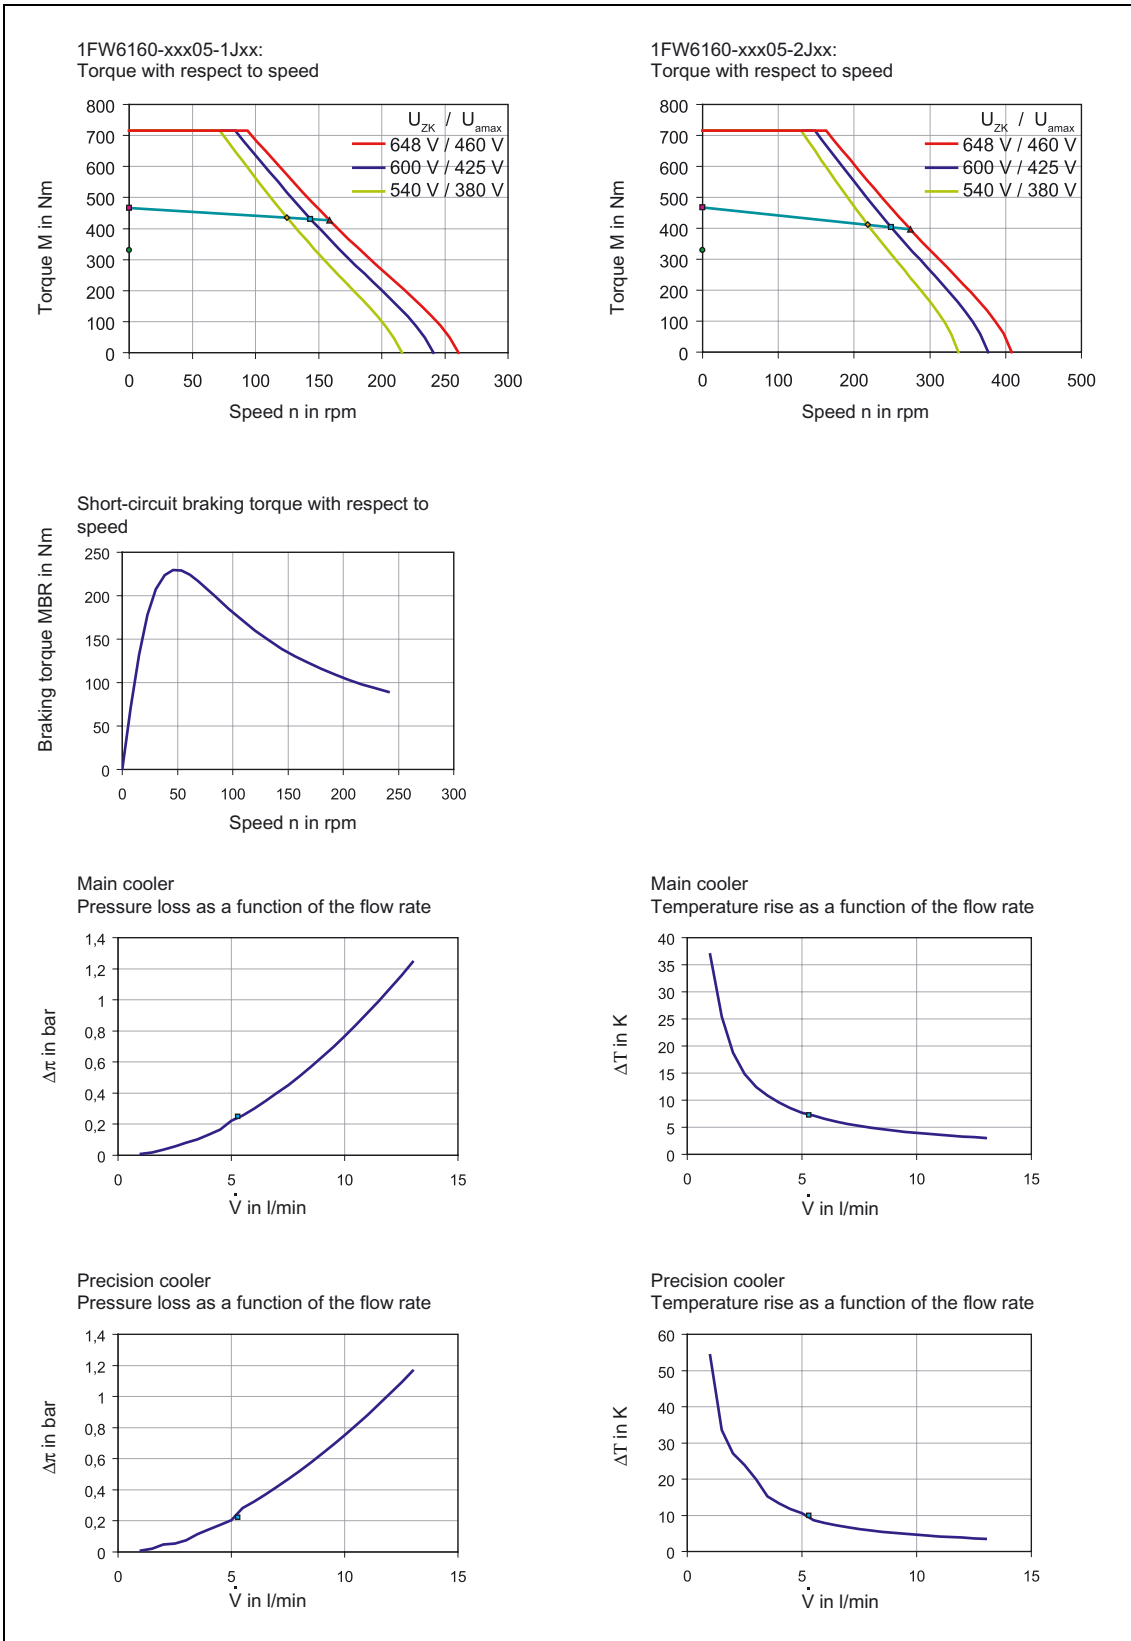 1FW6160-xxx05-1Jxx:
Torque with respect to speed
Torque M in Nm
800
700
600
500
400
300
200
100
0
U_ZK / U_amax
648 V / 460 V
600 V / 425 V
540 V / 380 V
0 50 100 150 200 250 300
Speed n in rpm
1FW6160-xxx05-2Jxx:
Torque with respect to speed
Torque M in Nm
800
700
600
500
400
300
200
100
0
U_ZK / U_amax
648 V / 460 V
600 V / 425 V
540 V / 380 V
0 100 200 300 400 500
Speed n in rpm
Short-circuit braking torque with respect to
speed
Braking torque MBR in Nm
250
200
150
100
50
0
0 50 100 150 200 250 300
Speed n in rpm
Main cooler
Pressure loss as a function of the flow rate
Δπ in bar
1,4
1,2
1
0,8
0,6
0,4
0,2
0
0 5 10 15
V̇ in l/min
Main cooler
Temperature rise as a function of the flow rate
ΔT in K
40
35
30
25
20
15
10
5
0
0 5 10 15
V̇ in l/min
Precision cooler
Pressure loss as a function of the flow rate
Δπ in bar
1,4
1,2
1
0,8
0,6
0,4
0,2
0
0 5 10 15
V̇ in l/min
Precision cooler
Temperature rise as a function of the flow rate
ΔT in K
60
50
40
30
20
10
0
0 5 10 15
V̇ in l/min